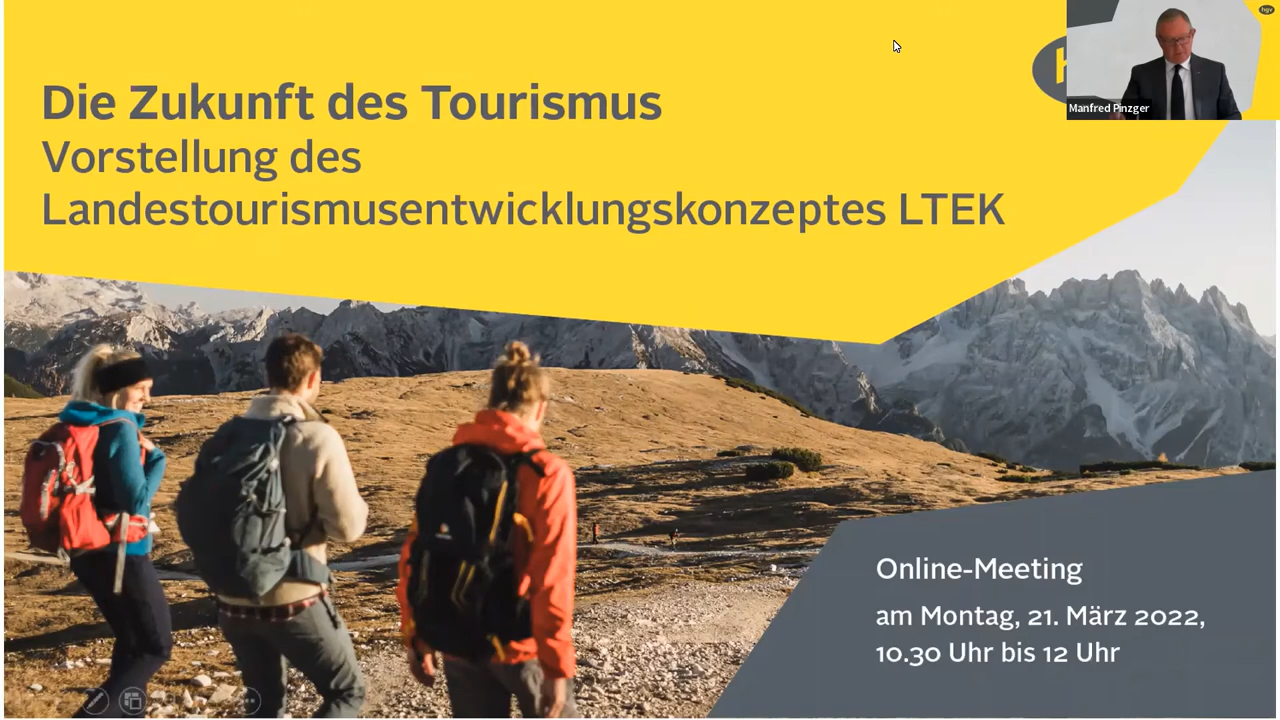 Die Zukunft des Tourismus
Vorstellung des
Landestourismusentwicklungskonzeptes LTEK
hgv
Manfred Pinzger
Online-Meeting
am Montag, 21. März 2022,
10.30 Uhr bis 12 Uhr